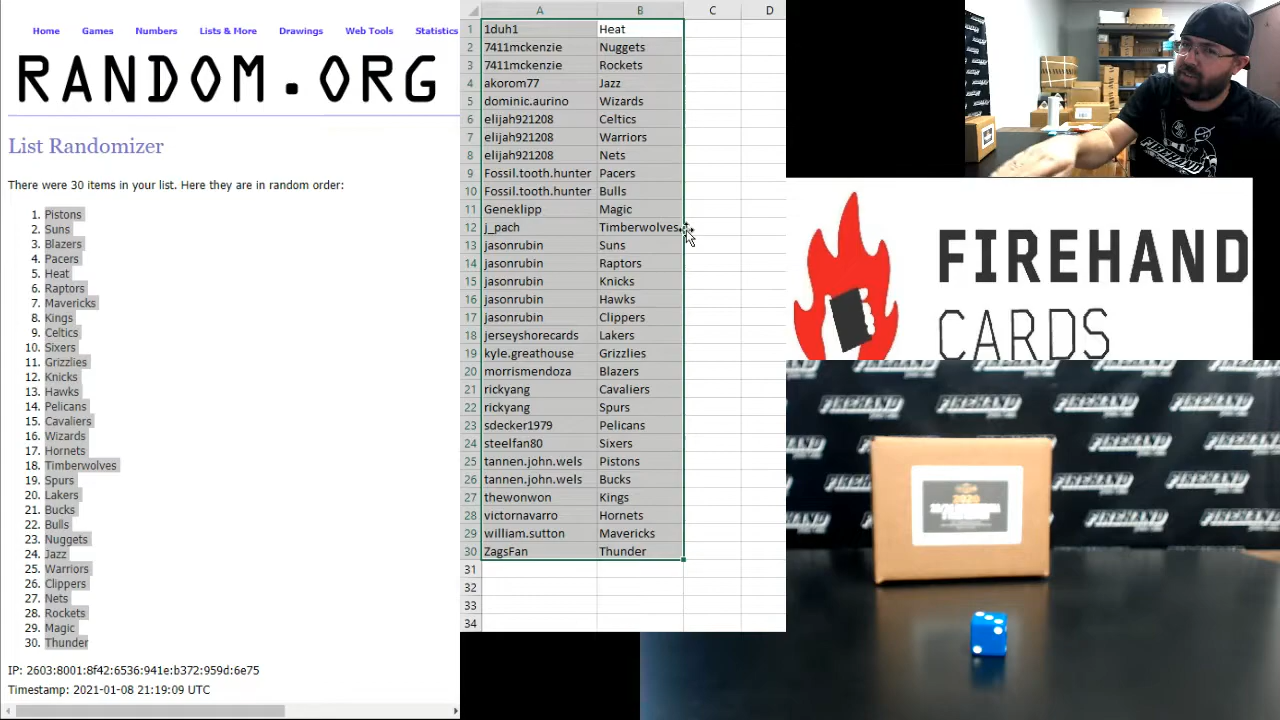 Home Games Numbers Lists & More Drawings Web Tools Statistics
RANDOM.ORG
List Randomizer
There were 30 items in your list. Here they are in random order:
1. Pistons
2. Suns
3. Blazers
4. Pacers
5. Heat
6. Raptors
7. Mavericks
8. Kings
9. Celtics
10. Sixers
11. Grizzlies
12. Knicks
13. Hawks
14. Pelicans
15. Cavaliers
16. Wizards
17. Hornets
18. Timberwolves
19. Spurs
20. Lakers
21. Bucks
22. Bulls
23. Nuggets
24. Jazz
25. Warriors
26. Clippers
27. Nets
28. Rockets
29. Magic
30. Thunder
IP: 2603:8001:8f42:6536:941e:b372:959d:6e75
Timestamp: 2021-01-08 21:19:09 UTC
A B C D
1 1duh1 Heat
2 7411mckenzie Nuggets
3 7411mckenzie Rockets
4 akorom77 Jazz
5 dominic.aurino Wizards
6 elijah921208 Celtics
7 elijah921208 Warriors
8 elijah921208 Nets
9 Fossil.tooth.hunter Pacers
10 Fossil.tooth.hunter Bulls
11 Geneklipp Magic
12 j_pach Timberwolves
13 jasonrubin Suns
14 jasonrubin Raptors
15 jasonrubin Knicks
16 jasonrubin Hawks
17 jasonrubin Clippers
18 jerseyshorecards Lakers
19 kyle.greathouse Grizzlies
20 morrismendoza Blazers
21 rickyang Cavaliers
22 rickyang Spurs
23 sdecker1979 Pelicans
24 steelfan80 Sixers
25 tannen.john.wels Pistons
26 tannen.john.wels Bucks
27 thewonwon Kings
28 victornavarro Hornets
29 william.sutton Mavericks
30 ZagsFan Thunder
31
32
33
34
FIREHAND
CARDS
FIREHAND
FIREHAND
FIREHAND
FIREHAND
2020